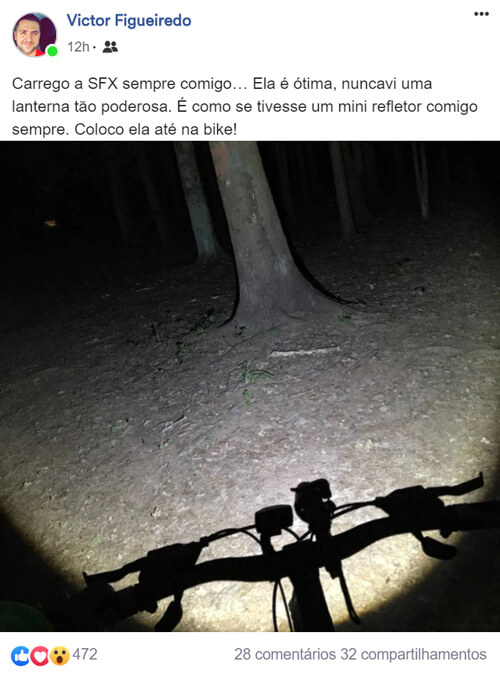 Victor Figueiredo
12h ·
Carrego a SFX sempre comigo… Ela é ótima, nuncavi uma
lanterna tão poderosa. É como se tivesse um mini refletor comigo
sempre. Coloco ela até na bike!
472
28 comentários 32 compartilhamentos